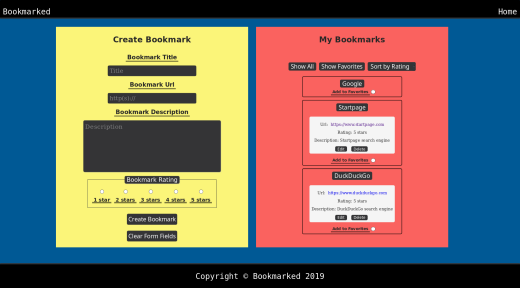 Bookmarked Home
Create Bookmark
Bookmark Title
Title
Bookmark Url
http(s)://
Bookmark Description
Description
Bookmark Rating
1 star 2 stars 3 stars 4 stars 5 stars
Create Bookmark
Clear Form Fields
My Bookmarks
Show All Show Favorites Sort by Rating
Google
Add to Favorites
Startpage
Url: https://www.startpage.com
Rating: 5 stars
Description: Startpage search engine
Edit Delete
Add to Favorites
DuckDuckGo
Url: https://www.duckduckgo.com
Rating: 5 stars
Description: DuckDuckGo search engine
Edit Delete
Add to Favorites
Copyright © Bookmarked 2019